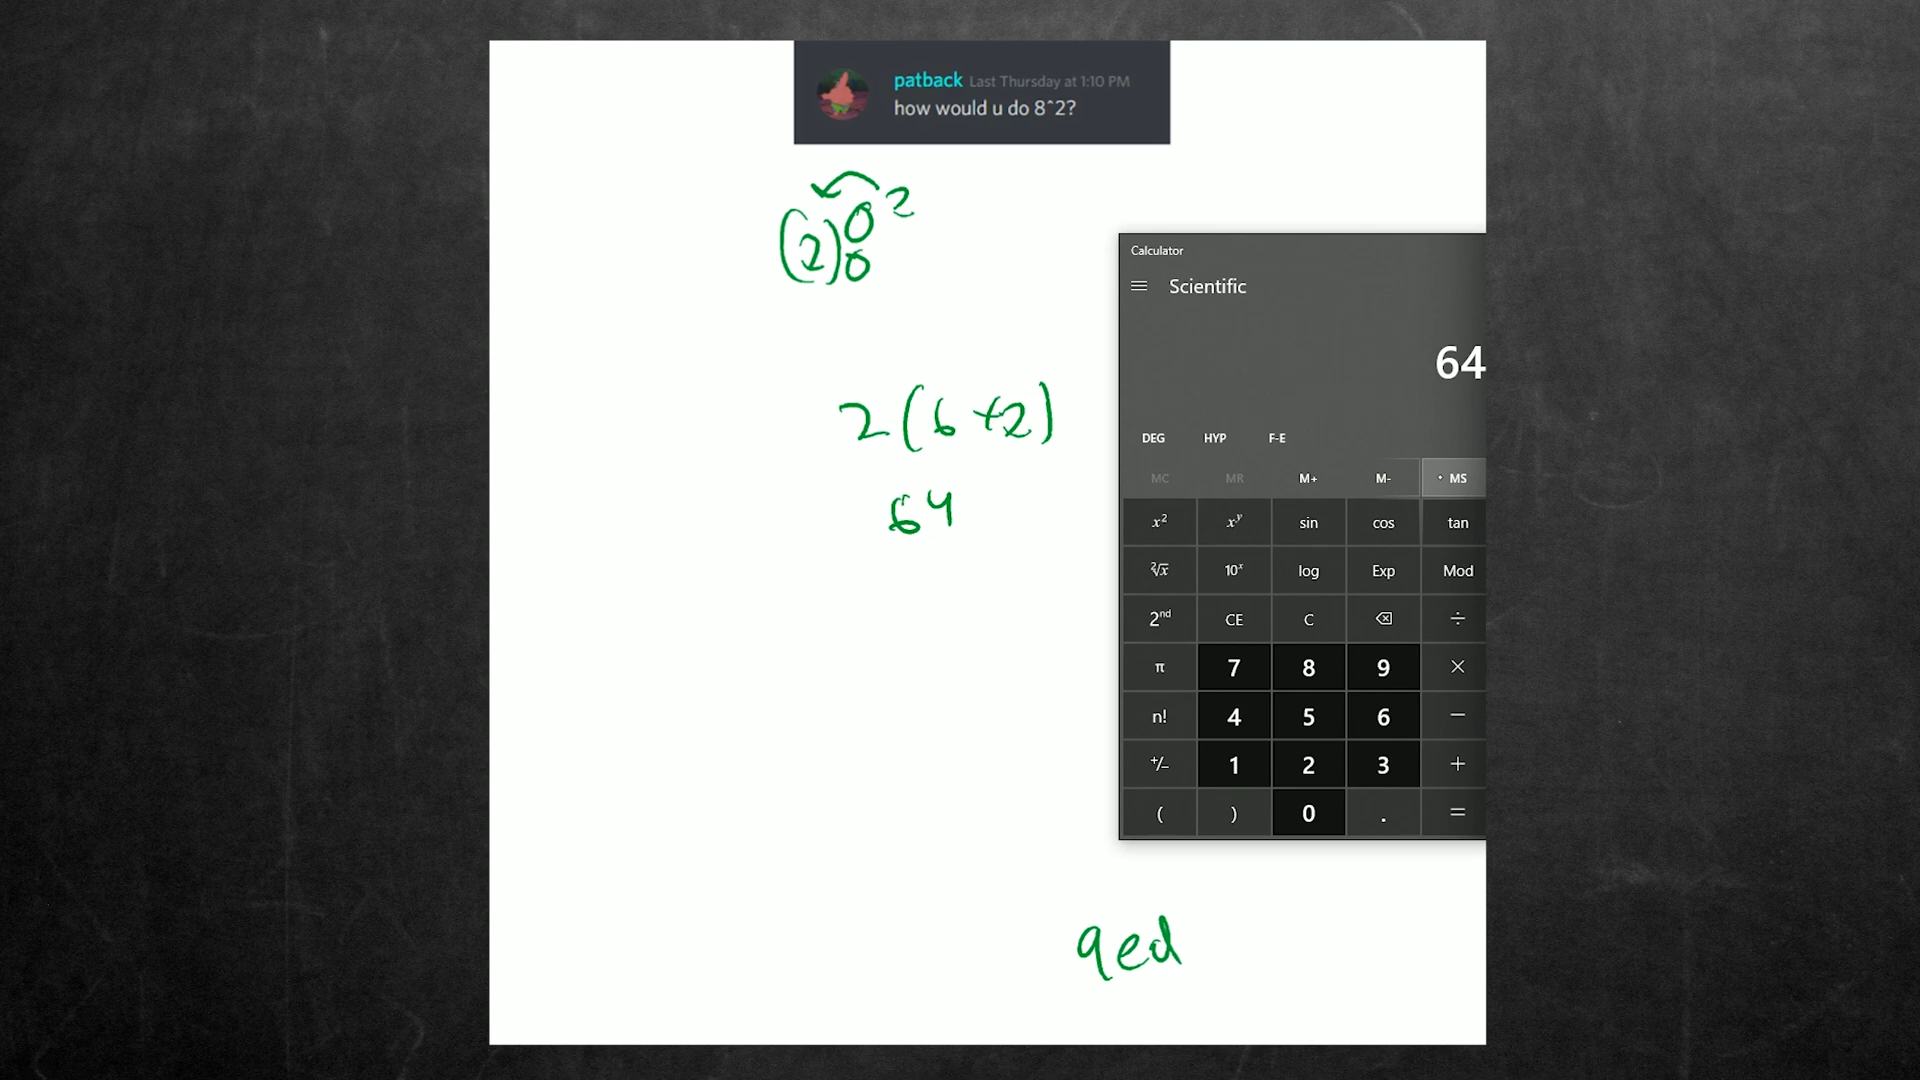 patback Last Thursday at 1:10 PM
how would u do 8^2?
(2)8²
2(6+2)
64
Calculator
Scientific
64
DEG HYP F-E
MC MR M+ M- MS
x² xʸ sin cos tan
²√x 10ˣ log Exp Mod
2ⁿᵈ CE C ⌫ ÷
π 7 8 9 ×
n! 4 5 6 −
+/− 1 2 3 +
( ) 0 . =
qed